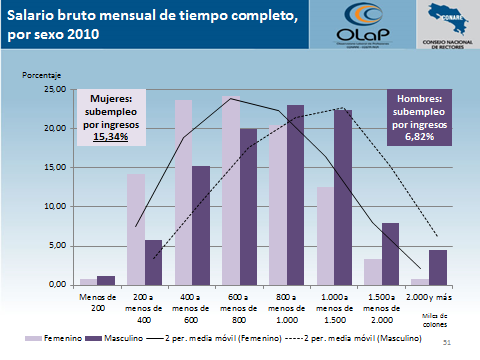 Salario bruto mensual de tiempo completo,
por sexo 2010
OLaP
CONARE
CONSEJO NACIONAL
DE RECTORES
Porcentaje
25,00
20,00
15,00
10,00
5,00
0,00
Mujeres:
subempleo
por ingresos
15,34%
Hombres:
subempleo
por ingresos
6,82%
Menos de
200
200 a
menos de
400
400 a
menos de
600
600 a
menos de
800
800 a
menos de
1.000
1.000 a
menos de
1.500
1.500 a
menos de
2.000
2.000 y más
Miles de
colones
Femenino
Masculino
2 per. media móvil (Femenino)
2 per. media móvil (Masculino)
51